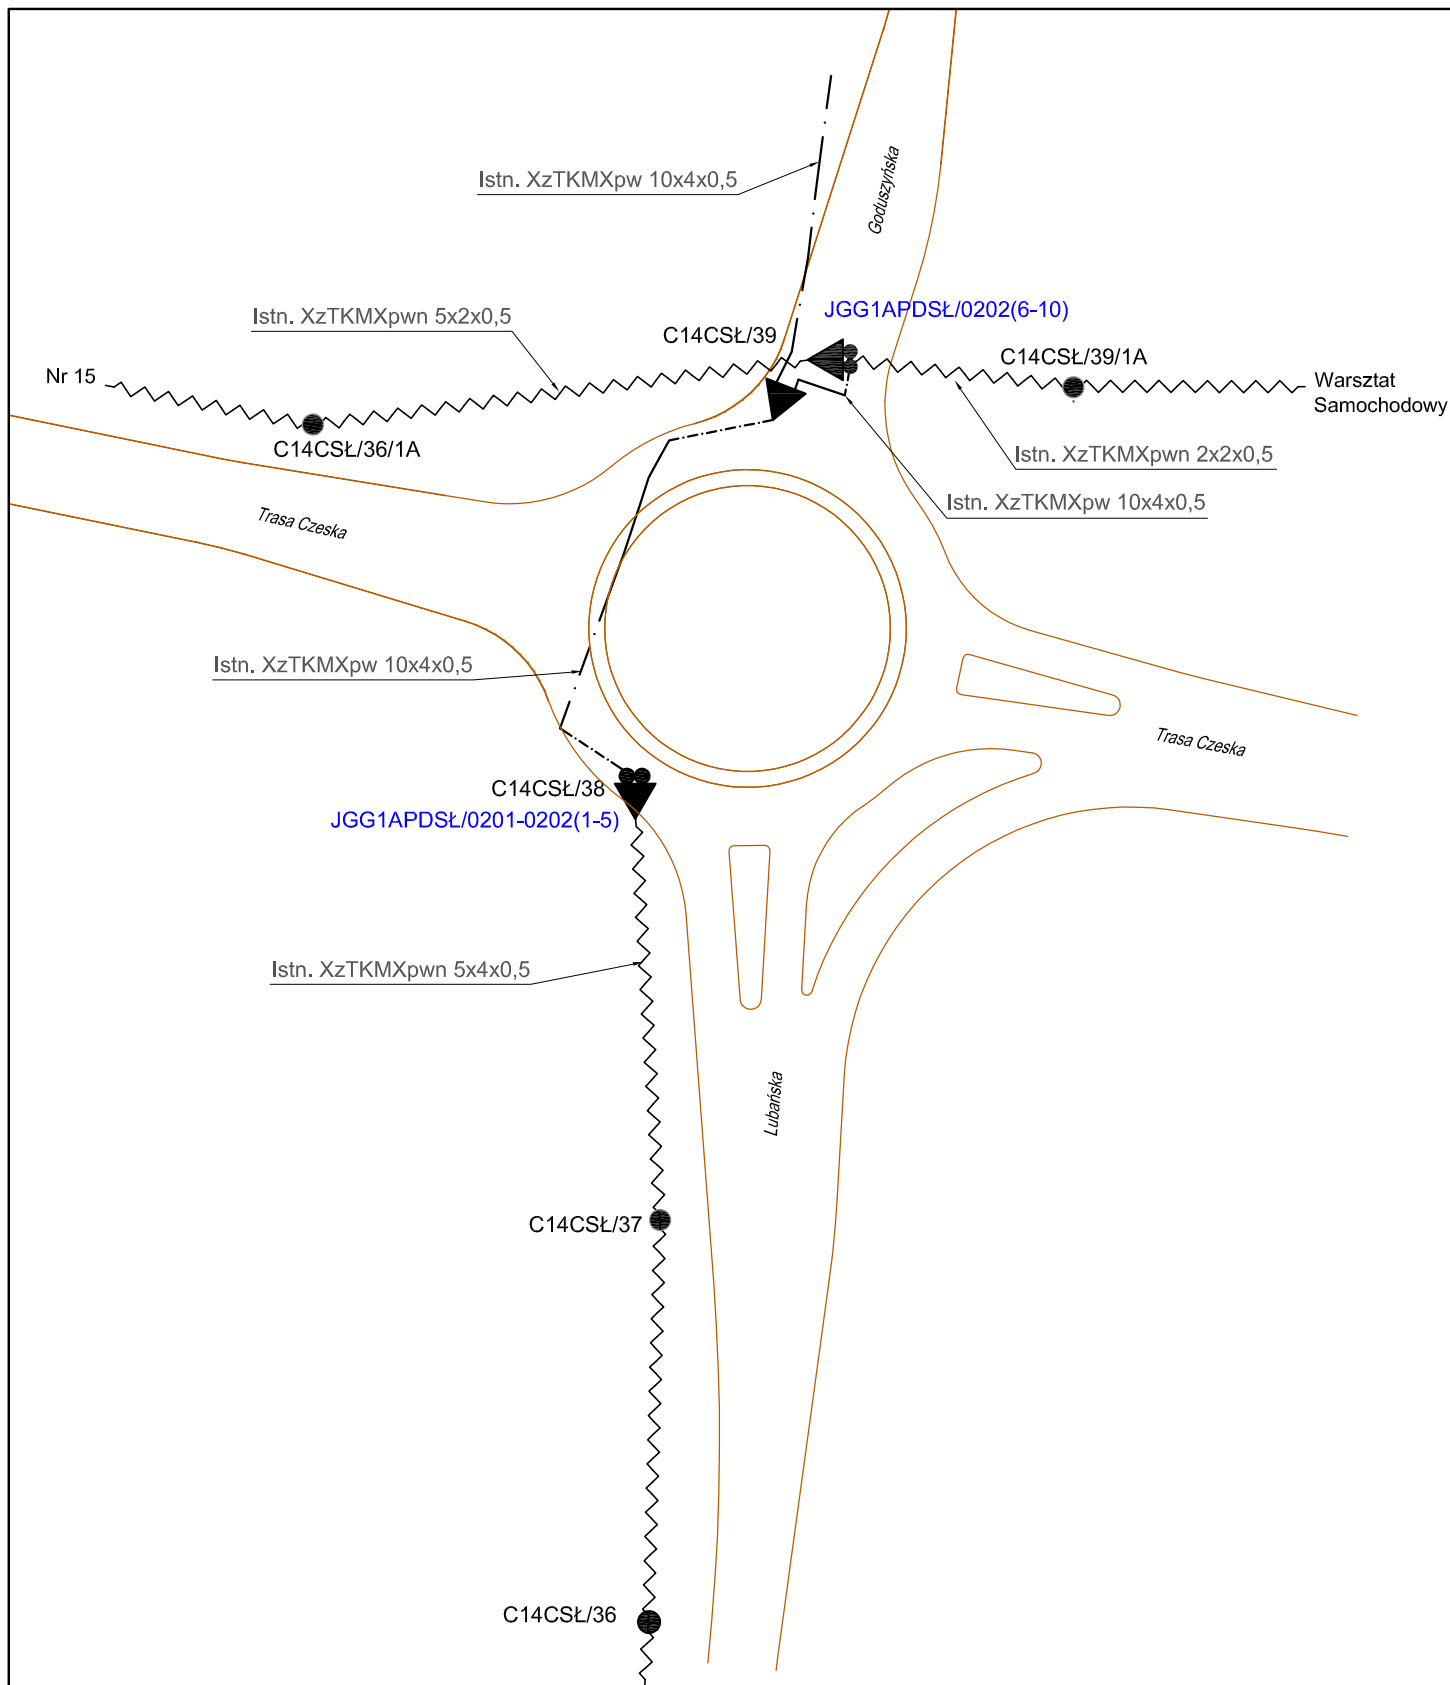 Istn. XzTKMXpw 10x4x0,5
Goduszyńska
JGG1APDSŁ/0202(6-10)
Istn. XzTKMXpwn 5x2x0,5
C14CSŁ/39
C14CSŁ/39/1A
Nr 15
Warsztat
Samochodowy
C14CSŁ/36/1A
Istn. XzTKMXpwn 2x2x0,5
Istn. XzTKMXpw 10x4x0,5
Trasa Czeska
Istn. XzTKMXpw 10x4x0,5
Trasa Czeska
C14CSŁ/38
JGG1APDSŁ/0201-0202(1-5)
Istn. XzTKMXpwn 5x4x0,5
Lubańska
C14CSŁ/37
C14CSŁ/36